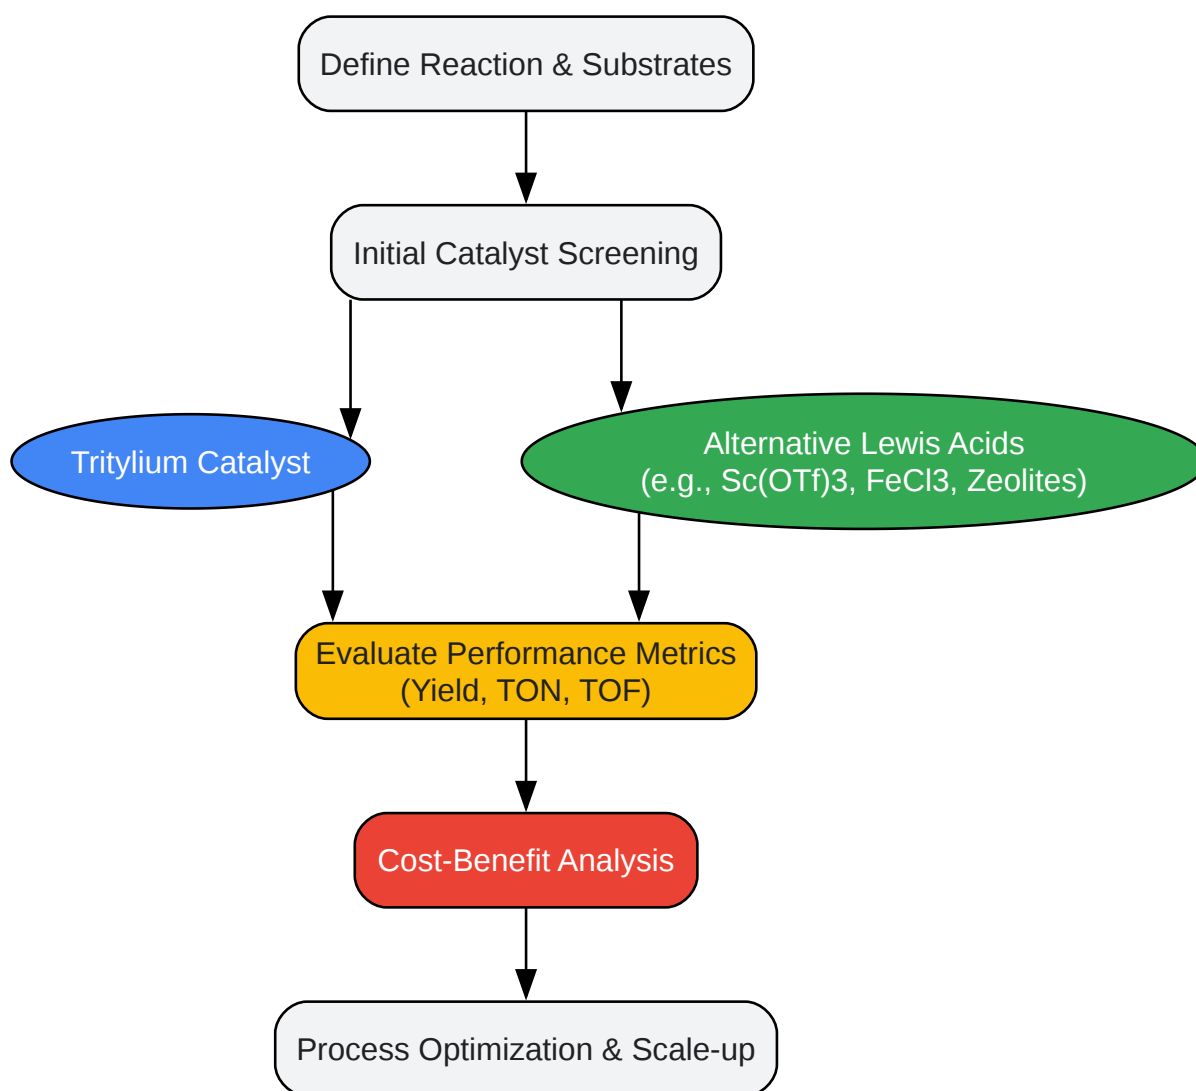 Define Reaction & Substrates
Initial Catalyst Screening
Tritylium Catalyst
Alternative Lewis Acids
(e.g., Sc(OTf)3, FeCl3, Zeolites)
Evaluate Performance Metrics
(Yield, TON, TOF)
Cost-Benefit Analysis
Process Optimization & Scale-up